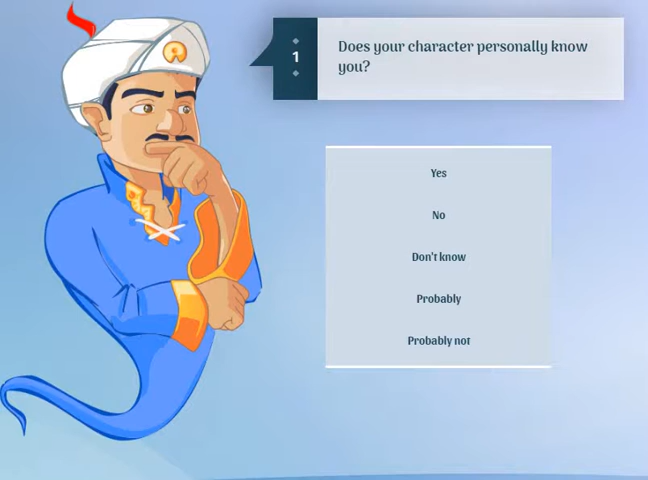 Does your character personally know
you?
1
Yes
No
Don't know
Probably
Probably not